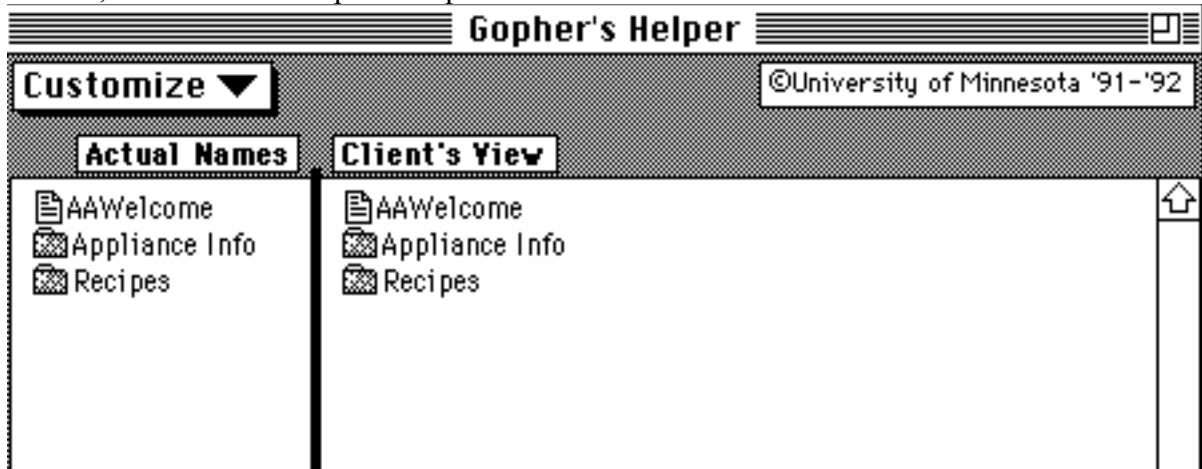 Gopher's Helper
Customize
©University of Minnesota '91-'92
Actual Names
Client's View
AAWelcome
AAWelcome
Appliance Info
Appliance Info
Recipes
Recipes